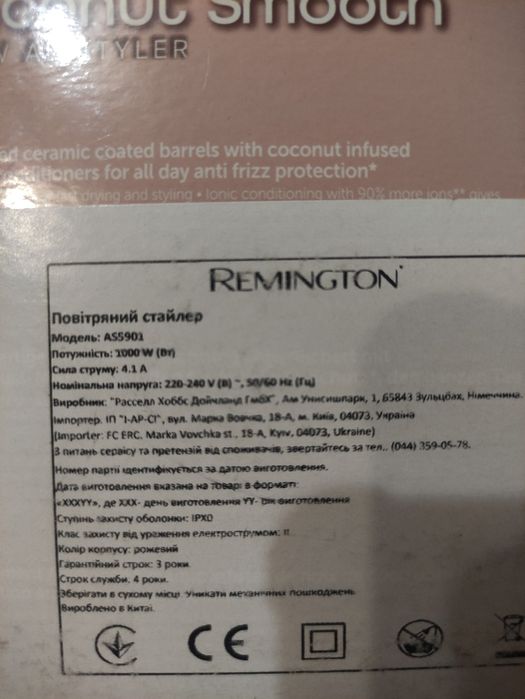 Smooth
STYLER
ceramic coated barrels with coconut infused
conditioners for all day anti frizz protection*
drying and styling • Ionic conditioning with 90% more ions** gives
REMINGTON
Повітряний стайлер
Модель: AS5901
Потужність: 1000 W (Вт)
Сила струму: 4.1 А
Номінальна напруга: 220-240 V (В) ~, 50/60 Hz (Гц)
Виробник: "Расселл Хоббс Дойчланд ГмбХ", Ам Унисишпарк, 1, 65843 Зульцбах, Німеччина.
Імпортер. ІП "І-АР-СІ", вул. Марка Вовчка, 18-А, м. Київ, 04073, Україна
(Importer: FC ERC. Marka Vovchka st., 18-A, Kyiv, 04073, Ukraine)
З питань сервісу та претензій від споживачів, звертайтесь за тел.. (044) 359-05-78.
Номер партії ідентифікується за датою виготовлення.
Дата виготовлення вказана на товарі в форматі:
«XXXYY», де XXX- день виготовлення YY- рік виготовлення
Ступінь захисту оболонки: IPX0
Клас захисту від ураження електрострумом: II
Колір корпусу: рожевий
Гарантійний строк: 3 роки
Строк служби. 4 роки.
Зберігати в сухому місці. Уникати механічних пошкоджень
Вироблено в Китаї.
CE